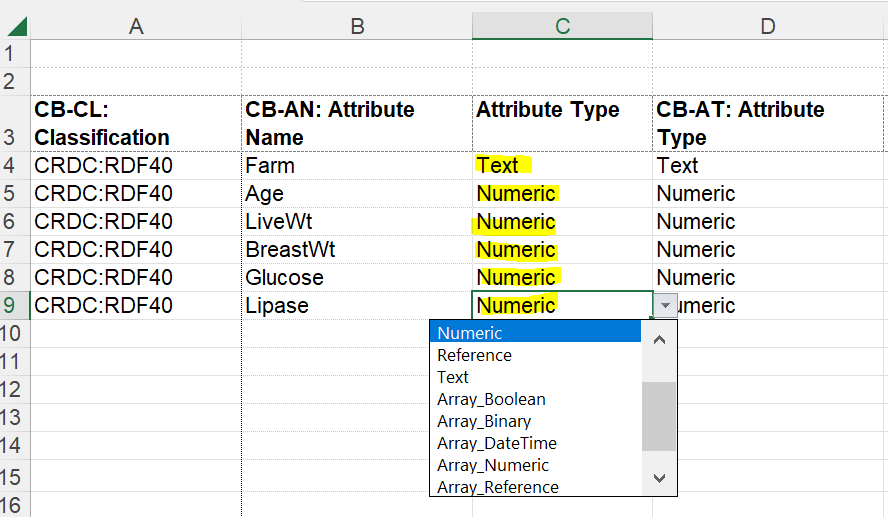 A B C D
1
2
CB-CL: CB-AN: Attribute Attribute Type CB-AT: Attribute
3 Classification Name Type
4 CRDC:RDF40 Farm Text Text
5 CRDC:RDF40 Age Numeric Numeric
6 CRDC:RDF40 LiveWt Numeric Numeric
7 CRDC:RDF40 BreastWt Numeric Numeric
8 CRDC:RDF40 Glucose Numeric Numeric
9 CRDC:RDF40 Lipase Numeric umeric
10 Numeric
Reference
11 Text
12 Array_Boolean
13 Array_Binary
14 Array_DateTime
15 Array_Numeric
Array_Reference
16